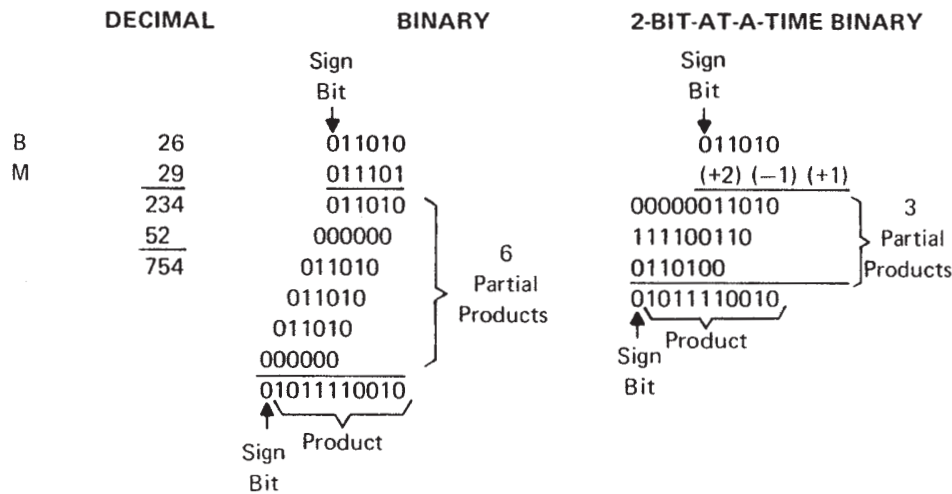 DECIMAL BINARY 2-BIT-AT-A-TIME BINARY
Sign Sign
Bit Bit
B 26 011010 011010
M 29 011101 (+2) (−1) (+1)
234 011010 00000011010
52 000000 111100110
754 011010 0110100
011010 01011110010
011010
000000
01011110010
6
Partial
Products
3
Partial
Products
Product
Sign
Bit
Product
Sign
Bit